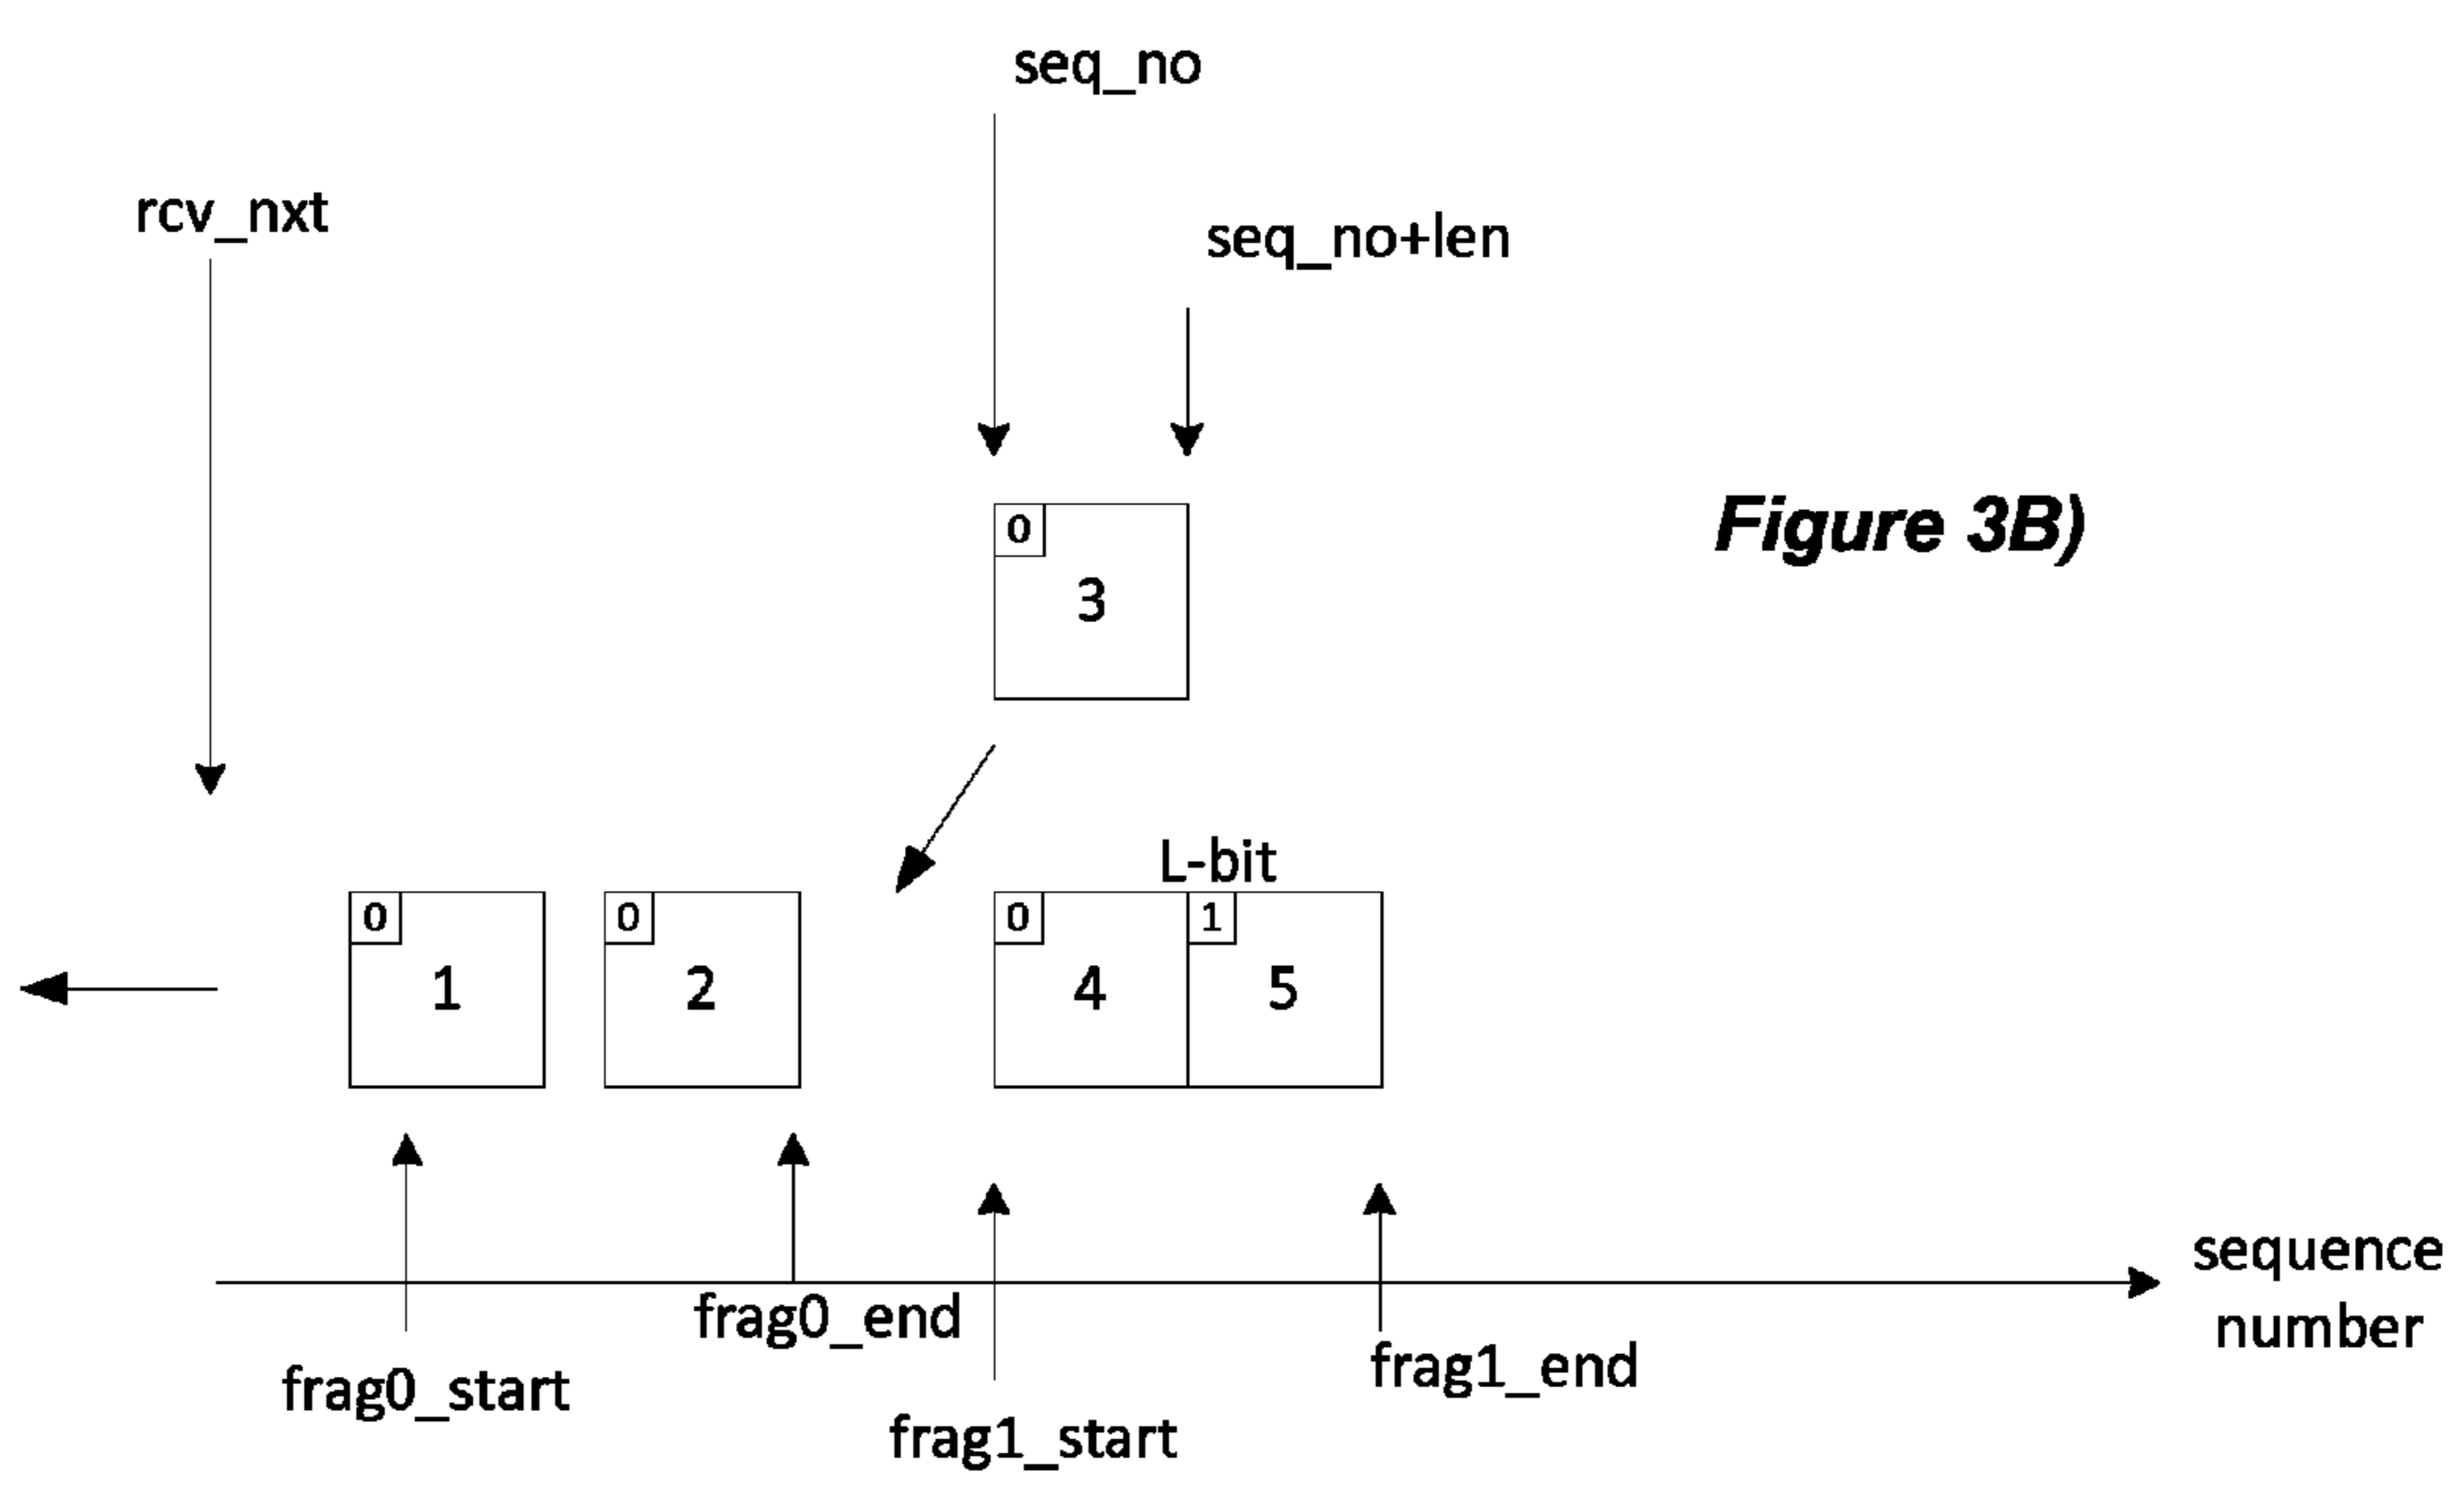 seq_no
rcv_nxt
seq_no+len
0
3
Figure 3B)
L-bit
0
1
0
2
0
4
1
5
sequence
number
frag0_end
frag1_end
frag0_start
frag1_start